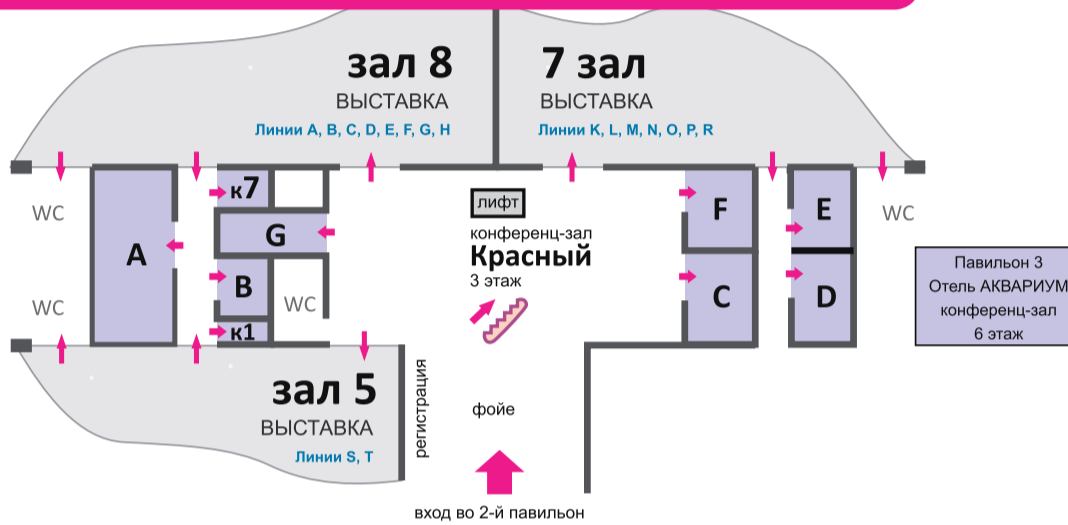 зал 8
ВЫСТАВКА
Линии A, B, C, D, E, F, G, H
7 зал
ВЫСТАВКА
Линии K, L, M, N, O, P, R
WC
WC
A
к7
G
B
WC
к1
лифт
конференц-зал
Красный
3 этаж
F
C
E
D
WC
Павильон 3
Отель АКВАРИУМ
конференц-зал
6 этаж
зал 5
ВЫСТАВКА
Линии S, T
регистрация
фойе
вход во 2-й павильон